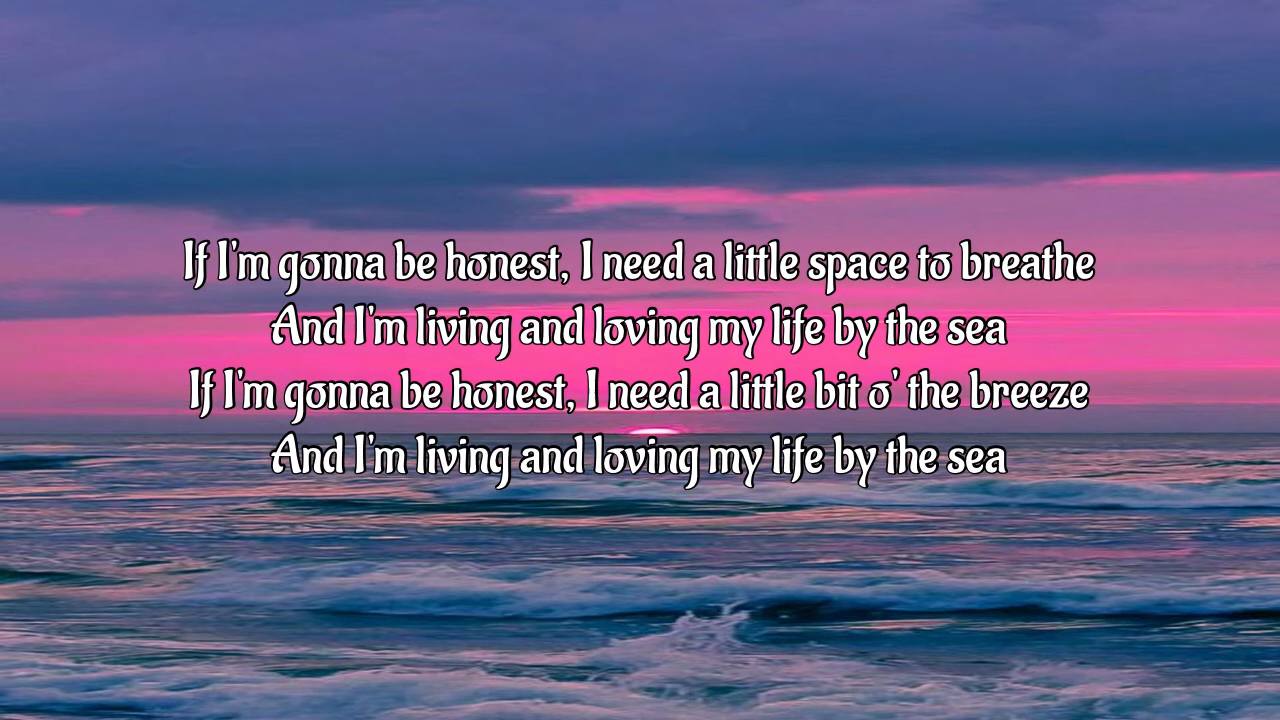 If I'm gonna be honest, I need a little space to breathe
And I'm living and loving my life by the sea
If I'm gonna be honest, I need a little bit o' the breeze
And I'm living and loving my life by the sea